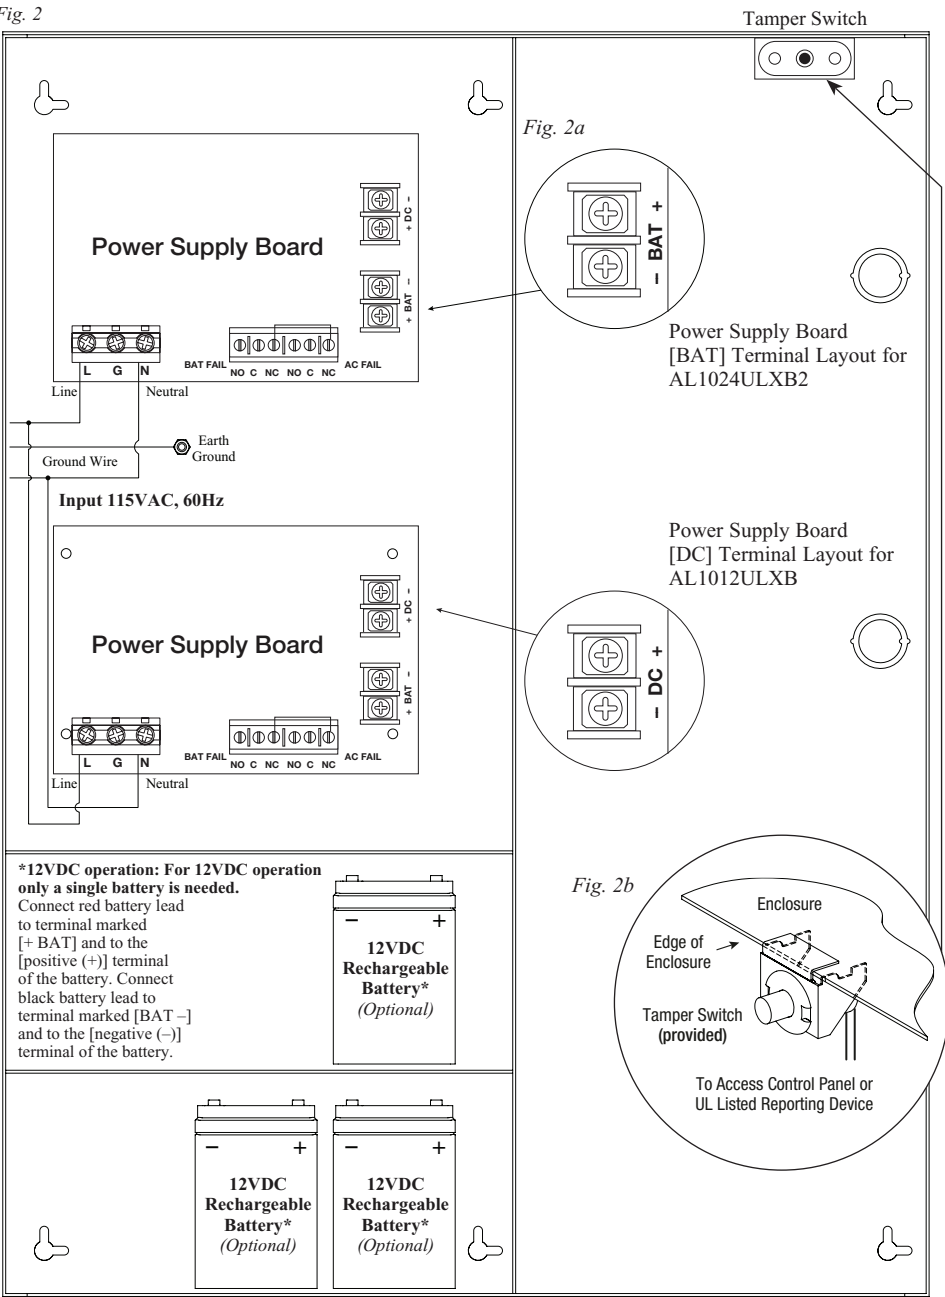 Fig. 2
Tamper Switch
Fig. 2a
+ DC –
Power Supply Board
+ BAT –
– BAT +
L G N
BAT FAIL
NO C NC NO C NC
AC FAIL
Line
Neutral
Power Supply Board
[BAT] Terminal Layout for
AL1024ULXB2
Earth
Ground
Ground Wire
Input 115VAC, 60Hz
Power Supply Board
[DC] Terminal Layout for
AL1012ULXB
+ DC –
Power Supply Board
+ BAT –
– DC +
L G N
BAT FAIL
NO C NC NO C NC
AC FAIL
Line
Neutral
*12VDC operation: For 12VDC operation
only a single battery is needed.
Connect red battery lead
to terminal marked
[+ BAT] and to the
[positive (+)] terminal
of the battery. Connect
black battery lead to
terminal marked [BAT –]
and to the [negative (–)]
terminal of the battery.
– +
12VDC
Rechargeable
Battery*
(Optional)
Fig. 2b
Enclosure
Edge of
Enclosure
Tamper Switch
(provided)
To Access Control Panel or
UL Listed Reporting Device
– +
12VDC
Rechargeable
Battery*
(Optional)
– +
12VDC
Rechargeable
Battery*
(Optional)